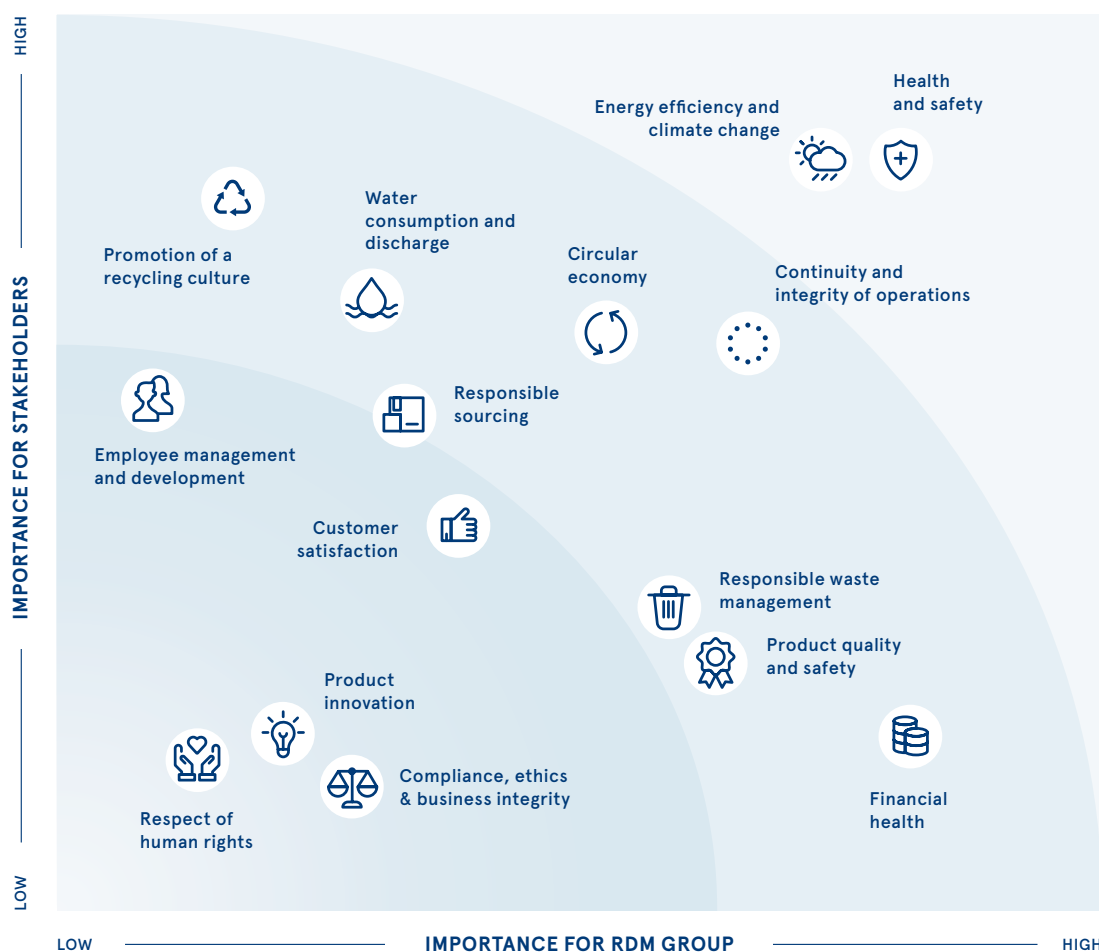 HIGH
IMPORTANCE FOR STAKEHOLDERS
LOW
Health
and safety
Energy efficiency and
climate change
Water
consumption and
discharge
Promotion of a
recycling culture
Circular
economy
Continuity and
integrity of operations
Responsible
sourcing
Employee management
and development
Customer
satisfaction
Responsible waste
management
Product quality
and safety
Product
innovation
Compliance, ethics
& business integrity
Financial
health
Respect of
human rights
LOW
IMPORTANCE FOR RDM GROUP
HIGH